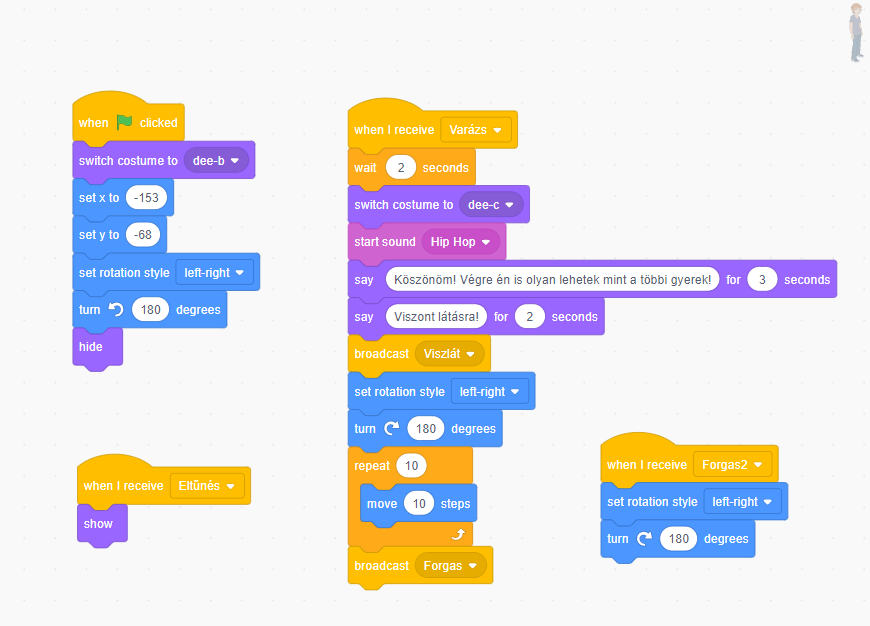 when clicked
switch costume to dee-b
set x to -153
set y to -68
set rotation style left-right
turn 180 degrees
hide
when I receive Eltűnés
show
when I receive Varázs
wait 2 seconds
switch costume to dee-c
start sound Hip Hop
say Köszönöm! Végre én is olyan lehetek mint a többi gyerek! for 3 seconds
say Viszont látásra! for 2 seconds
broadcast Viszlát
set rotation style left-right
turn 180 degrees
repeat 10
move 10 steps
broadcast Forgas
when I receive Forgas2
set rotation style left-right
turn 180 degrees